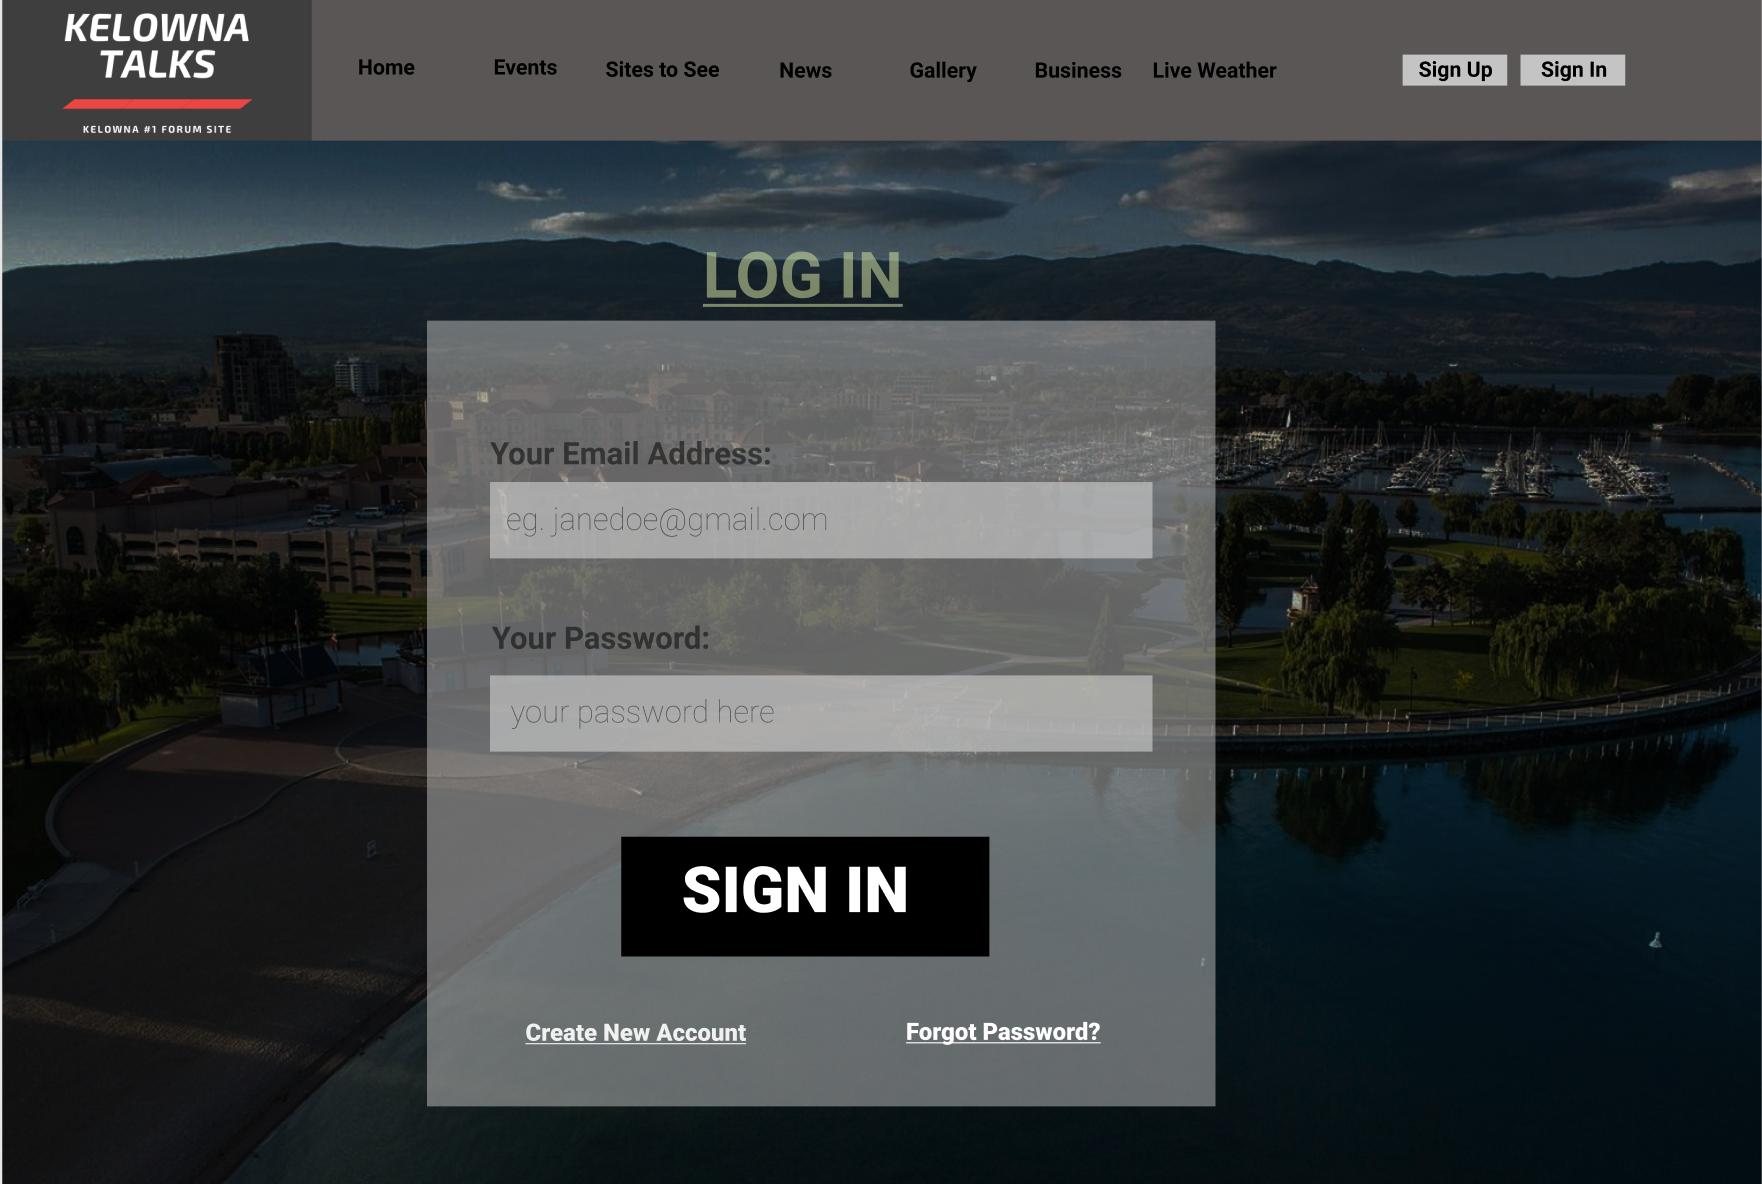 KELOWNA
TALKS
KELOWNA #1 FORUM SITE
Home Events Sites to See News Gallery Business Live Weather Sign Up Sign In
LOG IN
Your Email Address:
eg. janedoe@gmail.com
Your Password:
your password here
SIGN IN
Create New Account Forgot Password?